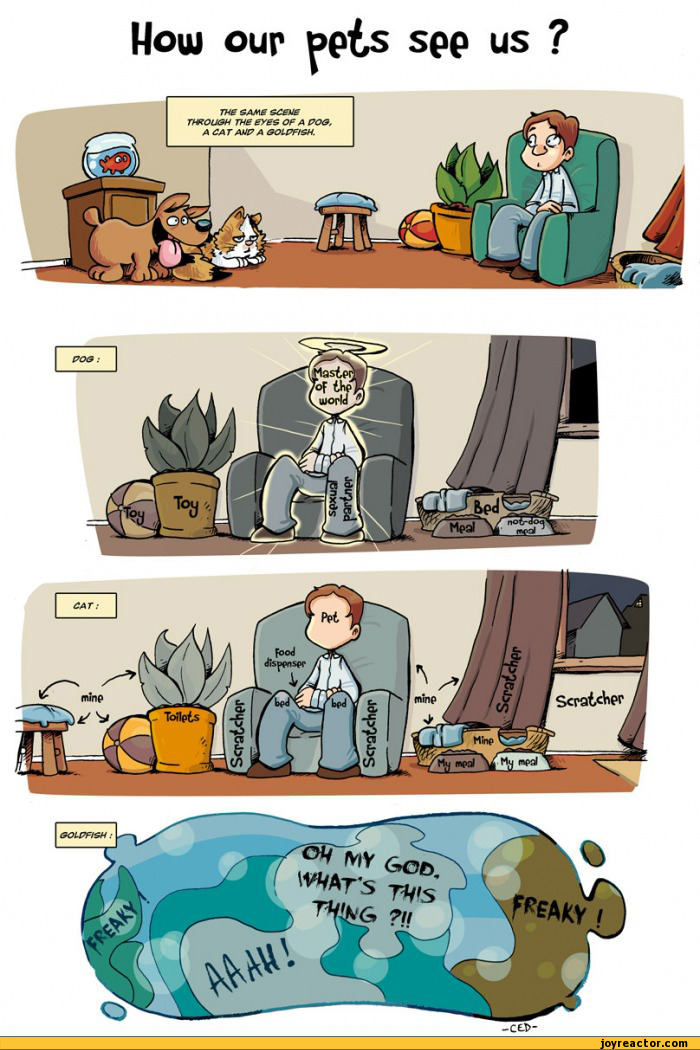 How our pets see us ?
THE SAME SCENE
THROUGH THE EYES OF A DOG,
A CAT AND A GOLDFISH.
DOG :
Master
of the
world
Toy
Toy
sexual
partner
Bed
Meal
not-dog
meal
CAT :
Pet
Food
dispenser
mine
Toilets
Scratcher
bed
bed
Scratcher
mine
Scratcher
Scratcher
Mine
My meal
My meal
GOLDFISH :
OH MY GOD.
WHAT'S THIS
THING ?!!
FREAKY !
FREAKY !
AAAH!
-CED-
joyreactor.com